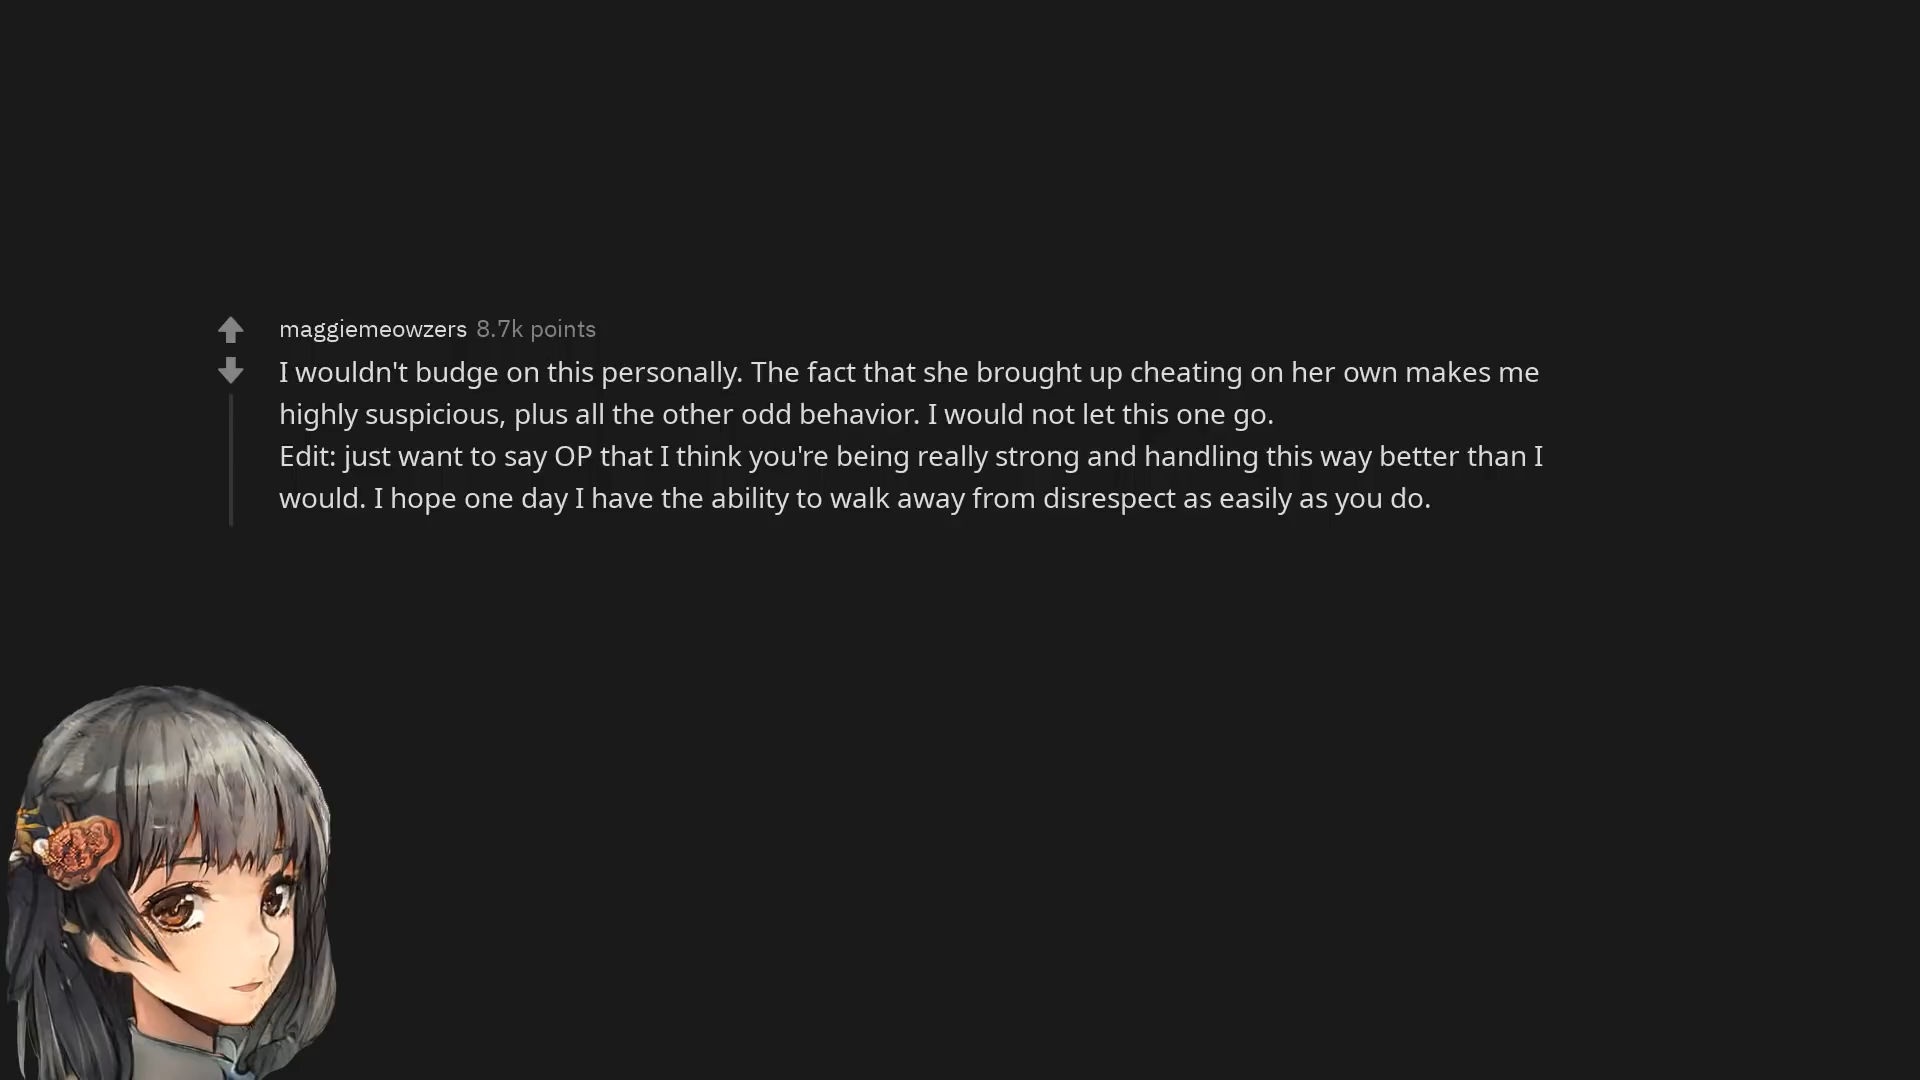 maggiemeowzers 8.7k points
I wouldn't budge on this personally. The fact that she brought up cheating on her own makes me
highly suspicious, plus all the other odd behavior. I would not let this one go.
Edit: just want to say OP that I think you're being really strong and handling this way better than I
would. I hope one day I have the ability to walk away from disrespect as easily as you do.